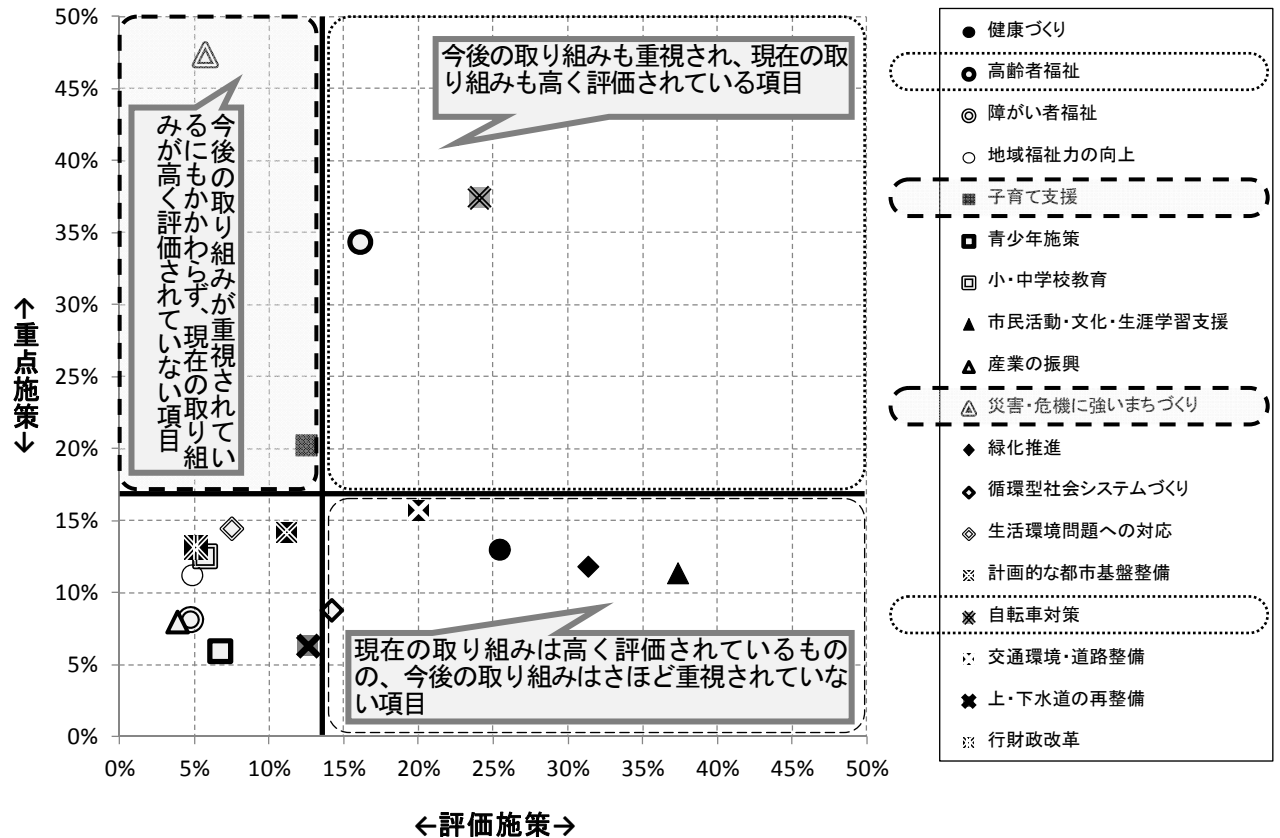 50%
45%
40%
35%
30%
25%
20%
15%
10%
5%
0%
↑重点施策↓
今後の取り組みが重視されてい
るにもかかわらず、現在の取り組
みが高く評価されていない項目
今後の取り組みも重視され、現在の取
り組みも高く評価されている項目
現在の取り組みは高く評価されているもの
の、今後の取り組みはさほど重視されていな
い項目
0% 5% 10% 15% 20% 25% 30% 35% 40% 45% 50%
←評価施策→
健康づくり
高齢者福祉
障がい者福祉
地域福祉力の向上
子育て支援
青少年施策
小・中学校教育
市民活動・文化・生涯学習支援
産業の振興
災害・危機に強いまちづくり
緑化推進
循環型社会システムづくり
生活環境問題への対応
計画的な都市基盤整備
自転車対策
交通環境・道路整備
上・下水道の再整備
行財政改革